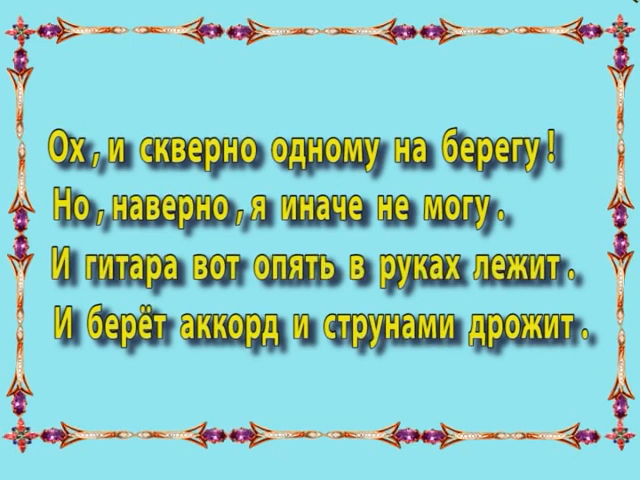 Ох , и скверно одному на берегу !
Но , наверно , я иначе не могу .
И гитара вот опять в руках лежит .
И берёт аккорд и струнами дрожит .